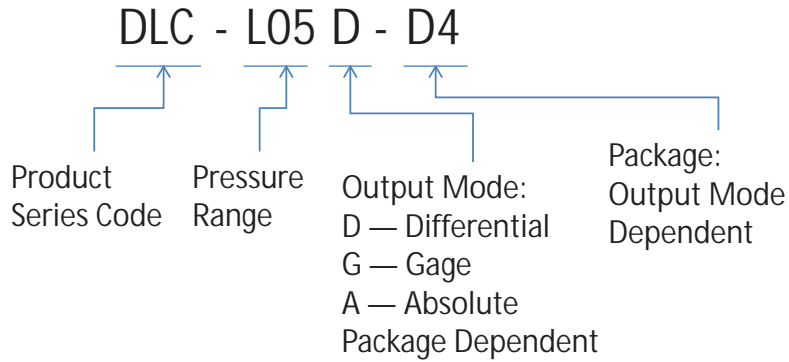 DLC - L05 D - D4
Product
Series Code
Pressure
Range
Output Mode:
D — Differential
G — Gage
A — Absolute
Package Dependent
Package:
Output Mode
Dependent